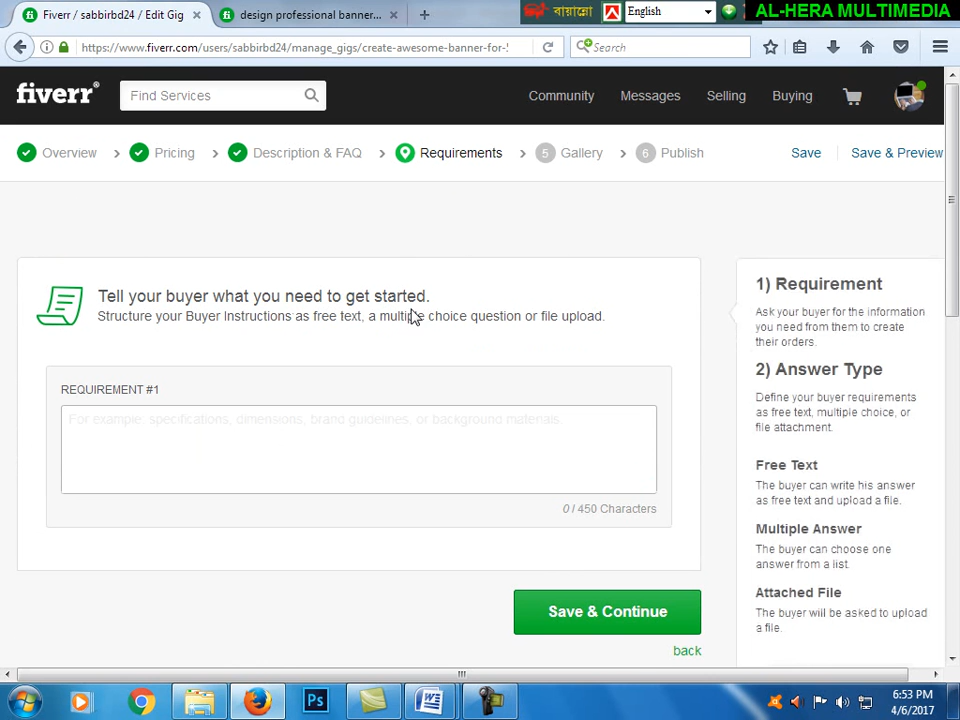 Fiverr / sabbirbd24 / Edit Gig
design professional banner...
বায়ান্নো
English
AL-HERA MULTIMEDIA
https://www.fiverr.com/users/sabbirbd24/manage_gigs/create-awesome-banner-for-
Search
fiverr®
Find Services
Community
Messages
Selling
Buying
Overview
Pricing
Description & FAQ
Requirements
5 Gallery
6 Publish
Save
Save & Preview
Tell your buyer what you need to get started.
Structure your Buyer Instructions as free text, a multiple choice question or file upload.
REQUIREMENT #1
For example: specifications, dimensions, brand guidelines, or background materials.
0 / 450 Characters
Save & Continue
back
1) Requirement
Ask your buyer for the information
you need from them to create
their orders.
2) Answer Type
Define your buyer requirements
as free text, multiple choice, or
file attachment.
Free Text
The buyer can write his answer
as free text and upload a file.
Multiple Answer
The buyer can choose one
answer from a list.
Attached File
The buyer will be asked to upload
a file.
Ps
W
6:53 PM
4/6/2017